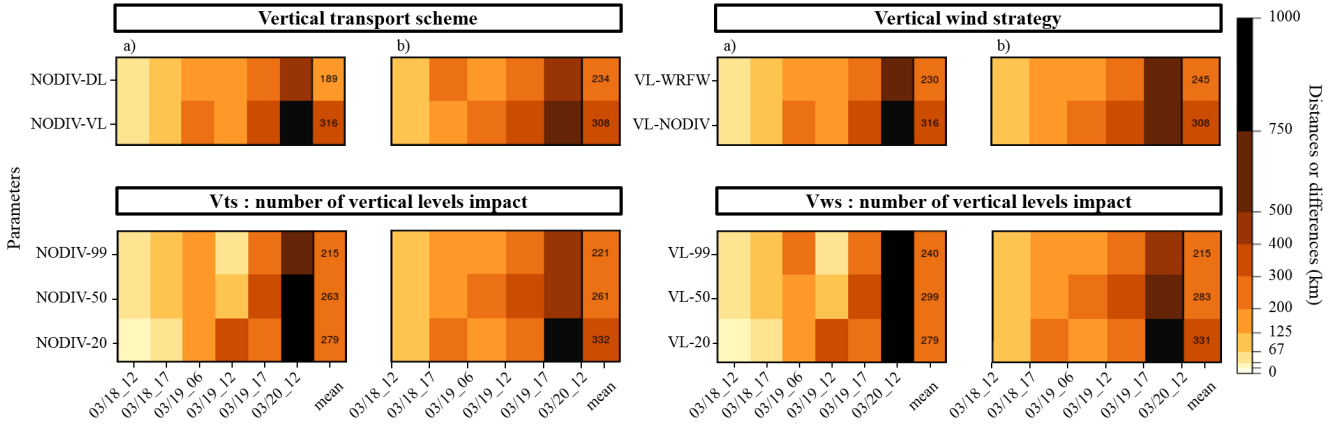 Vertical transport scheme
Vertical wind strategy
a)
b)
a)
b)
1000
NODIV-DL
189
234
VL-WRFW
230
245
NODIV-VL
316
308
VL-NODIV
316
308
750
Parameters
Distances or differences (km)
Vts : number of vertical levels impact
Vws : number of vertical levels impact
500
400
300
200
125
67
0
NODIV-99
215
221
VL-99
240
215
NODIV-50
263
261
VL-50
299
283
NODIV-20
279
332
VL-20
279
331
03/18_12
03/18_17
03/19_06
03/19_12
03/19_17
03/20_12
mean
03/18_12
03/18_17
03/19_06
03/19_12
03/19_17
03/20_12
mean
03/18_12
03/18_17
03/19_06
03/19_12
03/19_17
03/20_12
mean
03/18_12
03/18_17
03/19_06
03/19_12
03/19_17
03/20_12
mean